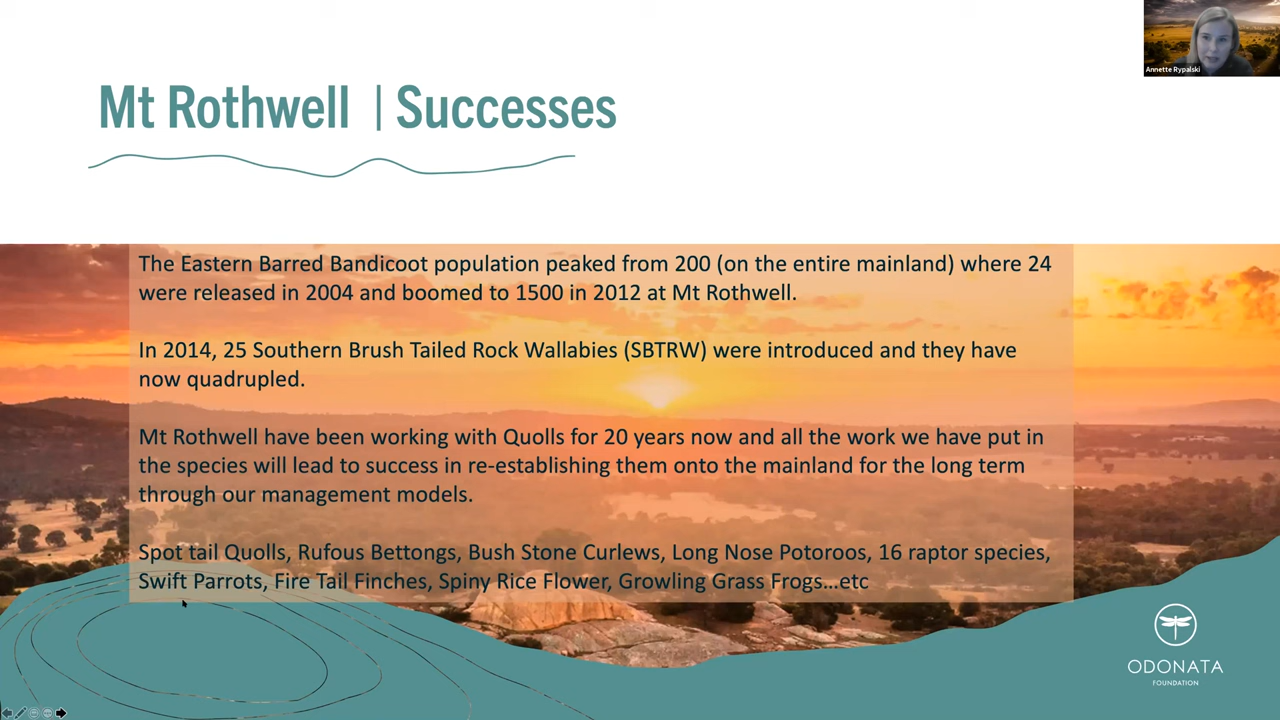 Annette Rypalski
Mt Rothwell | Successes
The Eastern Barred Bandicoot population peaked from 200 (on the entire mainland) where 24
were released in 2004 and boomed to 1500 in 2012 at Mt Rothwell.
In 2014, 25 Southern Brush Tailed Rock Wallabies (SBTRW) were introduced and they have
now quadrupled.
Mt Rothwell have been working with Quolls for 20 years now and all the work we have put in
the species will lead to success in re-establishing them onto the mainland for the long term
through our management models.
Spot tail Quolls, Rufous Bettongs, Bush Stone Curlews, Long Nose Potoroos, 16 raptor species,
Swift Parrots, Fire Tail Finches, Spiny Rice Flower, Growling Grass Frogs...etc
ODONATA
FOUNDATION